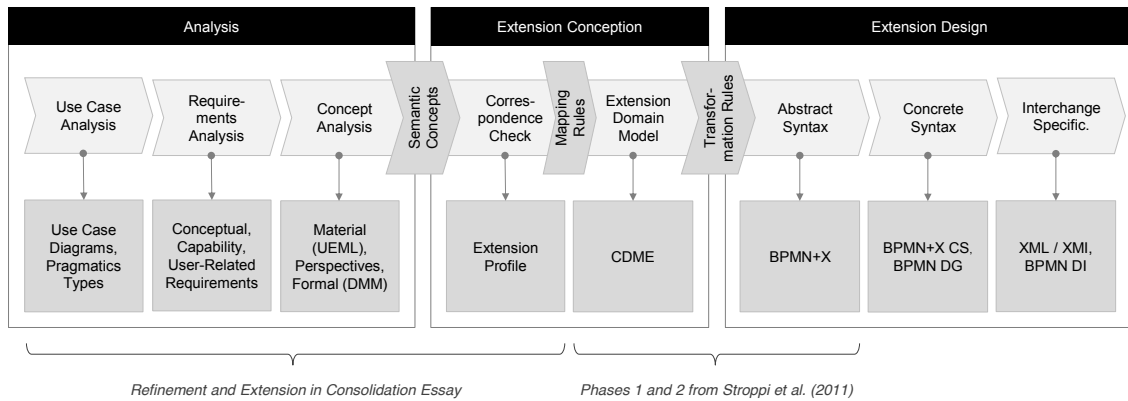 Analysis
Extension Conception
Extension Design
Use Case
Analysis
Require-
ments
Analysis
Concept
Analysis
Semantic
Concepts
Corres-
pondence
Check
Mapping
Rules
Extension
Domain
Model
Transfor-
mation Rules
Abstract
Syntax
Concrete
Syntax
Interchange
Specific.
Use Case
Diagrams,
Pragmatics
Types
Conceptual,
Capability,
User-Related
Requirements
Material
(UEML),
Perspectives,
Formal (DMM)
Extension
Profile
CDME
BPMN+X
BPMN+X CS,
BPMN DG
XML / XMI,
BPMN DI
Refinement and Extension in Consolidation Essay
Phases 1 and 2 from Stroppi et al. (2011)